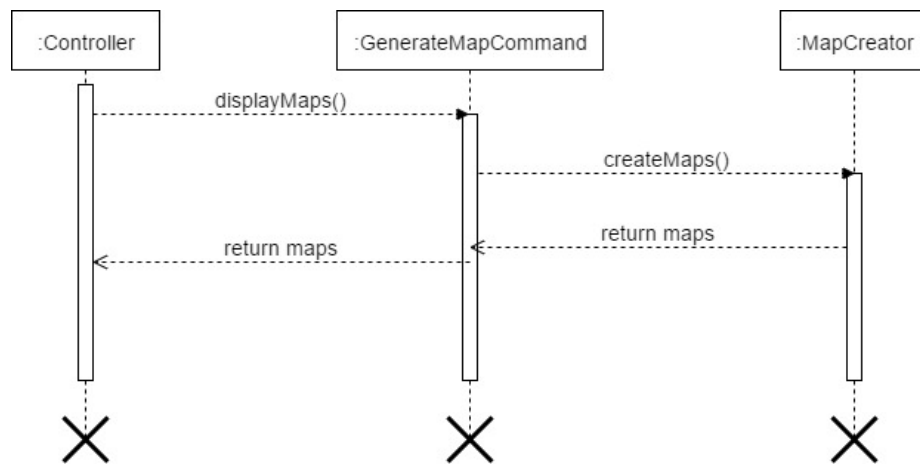 :Controller
:GenerateMapCommand
:MapCreator
displayMaps()
createMaps()
return maps
return maps